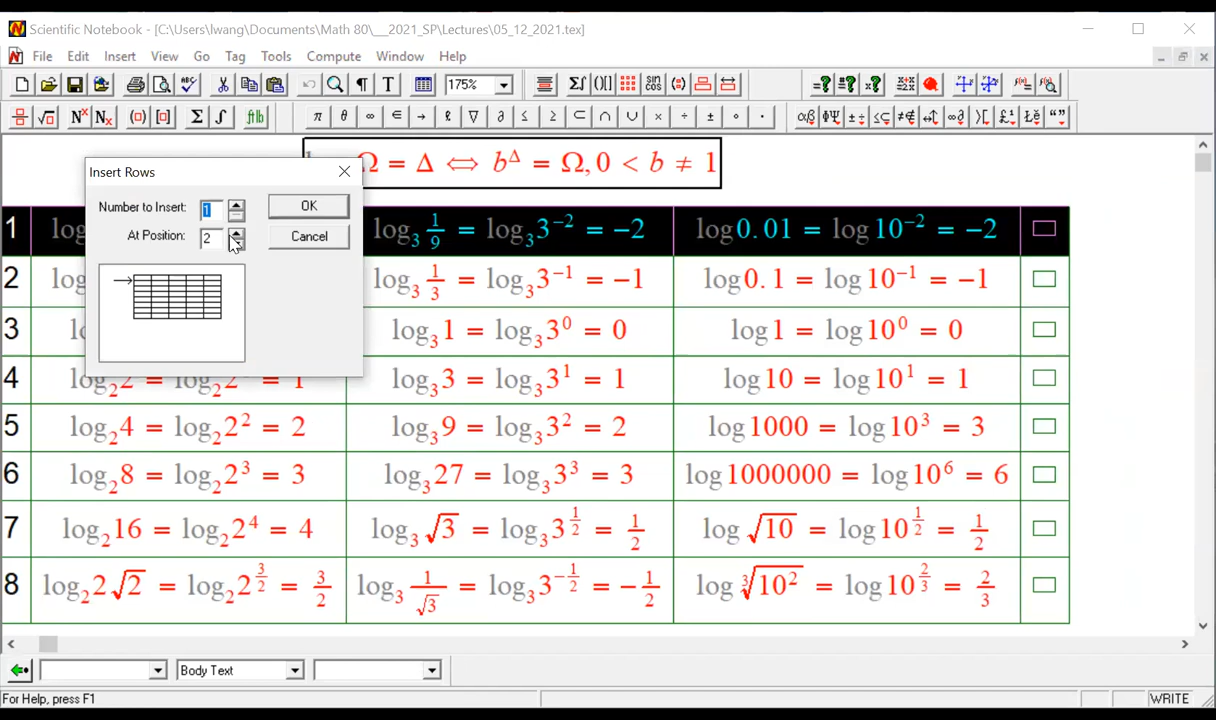 Scientific Notebook - [C:\Users\lwang\Documents\Math 80\__2021_SP\Lectures\05_12_2021.tex]
File Edit Insert View Go Tag Tools Compute Window Help
175%
π θ ∞ ∈ → ℓ ∇ ∂ ≤ ≥ ⊂ ∩ ∪ × ÷ ± ∘ ·
Ω = Δ ⟺ b^Δ = Ω, 0 < b ≠ 1
Insert Rows
Number to Insert: 1 OK
At Position: 2 Cancel
1 log₃ 1/9 = log₃ 3⁻² = −2 log 0.01 = log 10⁻² = −2
2 log₃ 1/3 = log₃ 3⁻¹ = −1 log 0.1 = log 10⁻¹ = −1
3 log₃ 1 = log₃ 3⁰ = 0 log 1 = log 10⁰ = 0
4 log₂ 2 = log₂ 2 = 1 log₃ 3 = log₃ 3¹ = 1 log 10 = log 10¹ = 1
5 log₂ 4 = log₂ 2² = 2 log₃ 9 = log₃ 3² = 2 log 1000 = log 10³ = 3
6 log₂ 8 = log₂ 2³ = 3 log₃ 27 = log₃ 3³ = 3 log 1000000 = log 10⁶ = 6
7 log₂ 16 = log₂ 2⁴ = 4 log₃ √3 = log₃ 3^(1/2) = 1/2 log √10 = log 10^(1/2) = 1/2
8 log₂ 2√2 = log₂ 2^(3/2) = 3/2 log₃ 1/√3 = log₃ 3^(−1/2) = −1/2 log ∛10² = log 10^(2/3) = 2/3
Body Text
For Help, press F1 WRITE